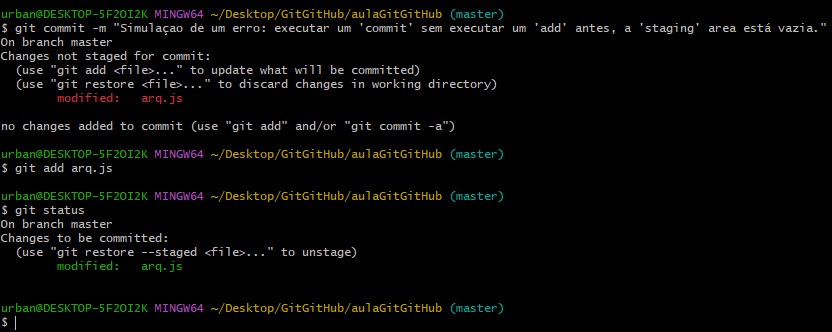 urban@DESKTOP-5F2OI2K MINGW64 ~/Desktop/GitGitHub/aulaGitGitHub (master)
$ git commit -m "Simulaçao de um erro: executar um 'commit' sem executar um 'add' antes, a 'staging' area está vazia."
On branch master
Changes not staged for commit:
  (use "git add <file>..." to update what will be committed)
  (use "git restore <file>..." to discard changes in working directory)
        modified:   arq.js

no changes added to commit (use "git add" and/or "git commit -a")

urban@DESKTOP-5F2OI2K MINGW64 ~/Desktop/GitGitHub/aulaGitGitHub (master)
$ git add arq.js

urban@DESKTOP-5F2OI2K MINGW64 ~/Desktop/GitGitHub/aulaGitGitHub (master)
$ git status
On branch master
Changes to be committed:
  (use "git restore --staged <file>..." to unstage)
        modified:   arq.js


urban@DESKTOP-5F2OI2K MINGW64 ~/Desktop/GitGitHub/aulaGitGitHub (master)
$